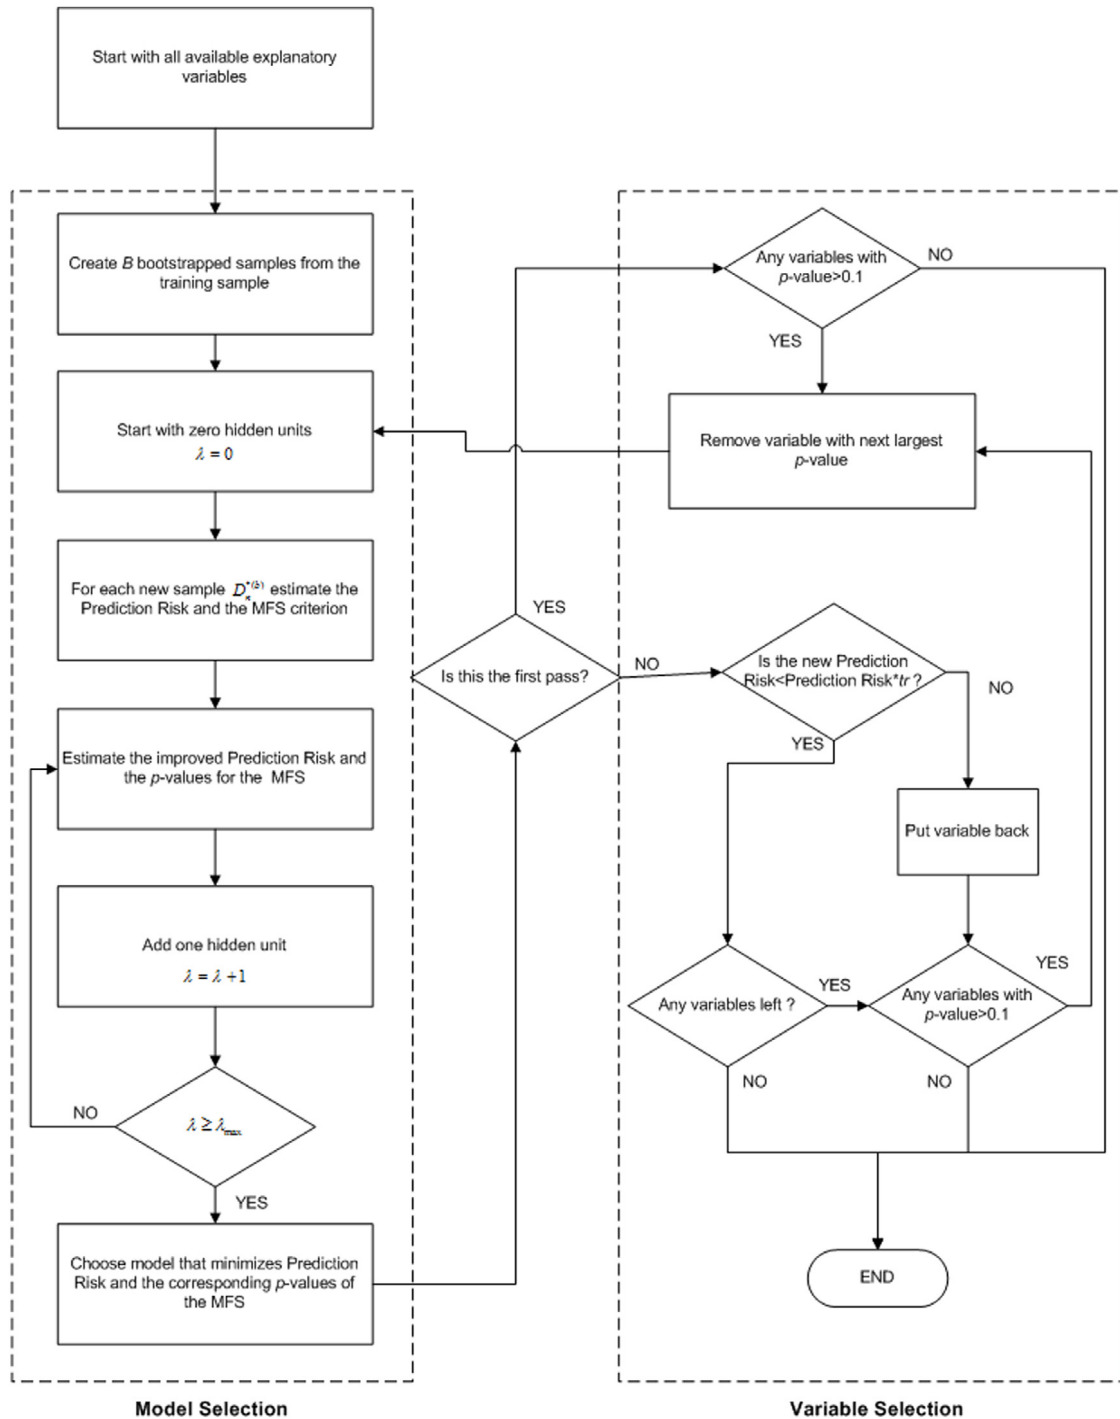 Start with all available explanatory
variables
Create B bootstrapped samples from the
training sample
Start with zero hidden units
λ = 0
For each new sample D_n^{*(b)} estimate the
Prediction Risk and the MFS criterion
Estimate the improved Prediction Risk and
the p-values for the MFS
Add one hidden unit
λ = λ +1
NO
λ ≥ λ_max
YES
Choose model that minimizes Prediction
Risk and the corresponding p-values of
the MFS
Model Selection
YES
Is this the first pass?
NO
Any variables with
p-value>0.1
NO
YES
Remove variable with next largest
p-value
Is the new Prediction
Risk<Prediction Risk*tr ?
NO
YES
Put variable back
Any variables left ?
YES
Any variables with
p-value>0.1
YES
NO
NO
END
Variable Selection